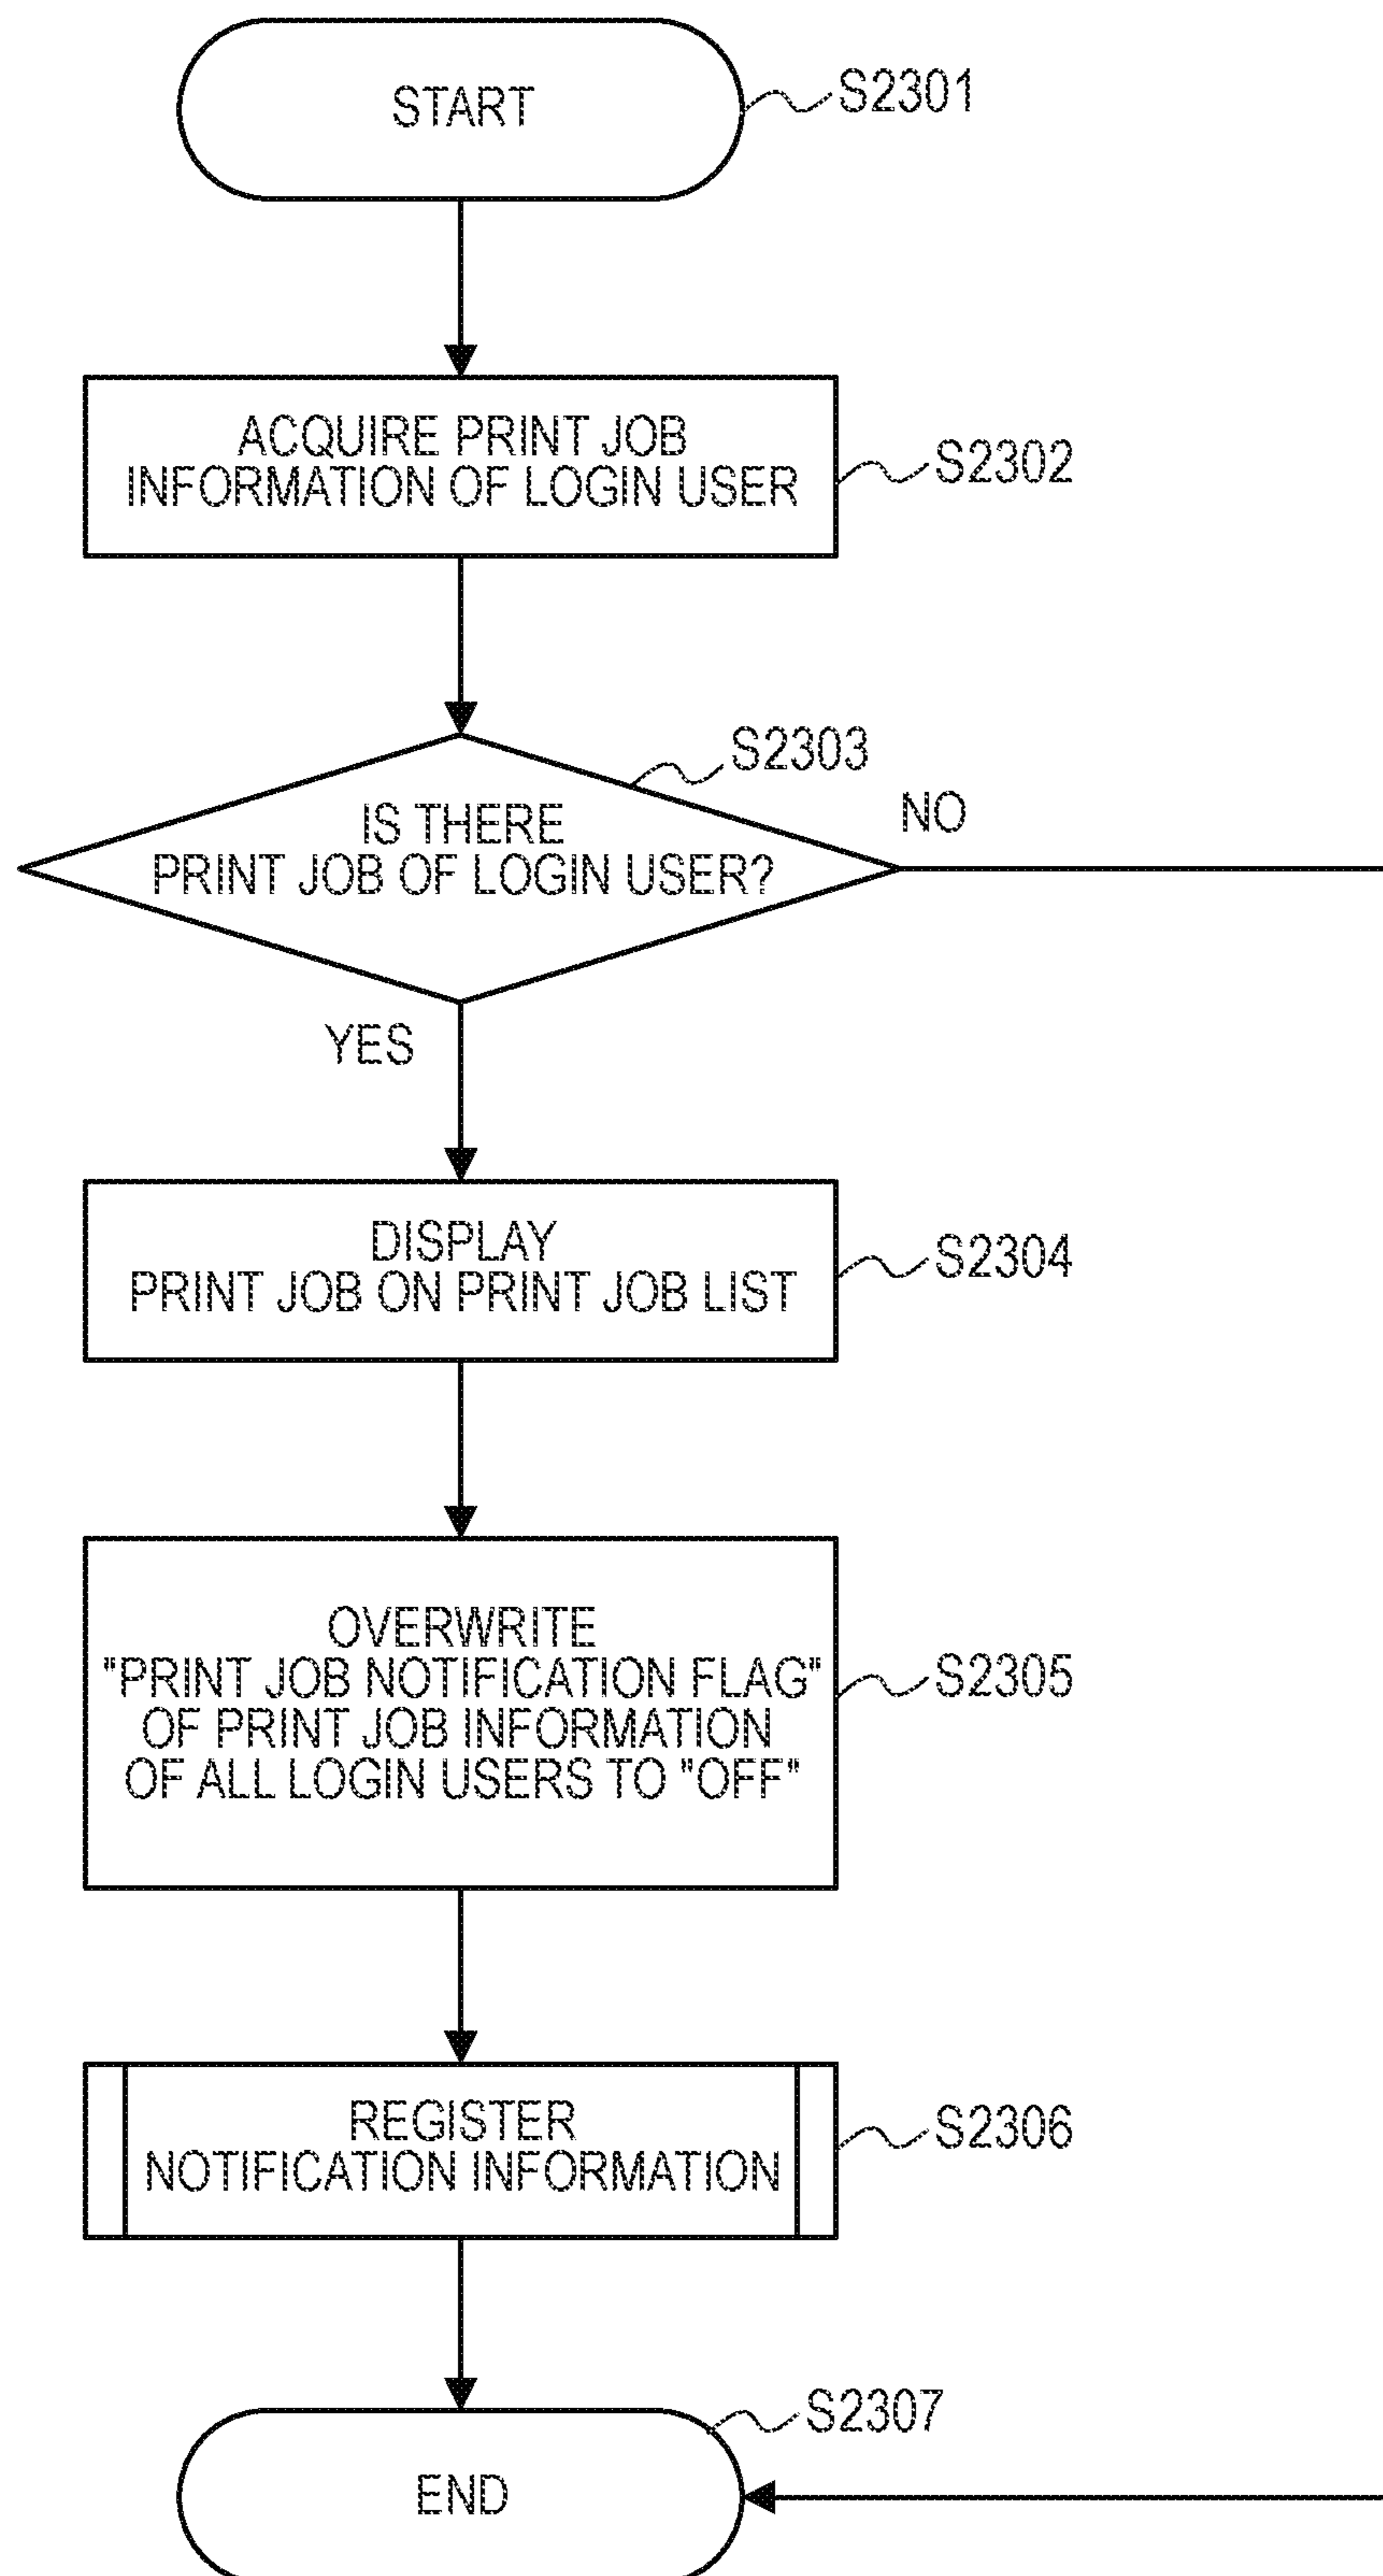 START
S2301
ACQUIRE PRINT JOB
INFORMATION OF LOGIN USER
S2302
S2303
IS THERE
PRINT JOB OF LOGIN USER?
NO
YES
DISPLAY
PRINT JOB ON PRINT JOB LIST
S2304
OVERWRITE
"PRINT JOB NOTIFICATION FLAG"
OF PRINT JOB INFORMATION
OF ALL LOGIN USERS TO "OFF"
S2305
REGISTER
NOTIFICATION INFORMATION
S2306
S2307
END